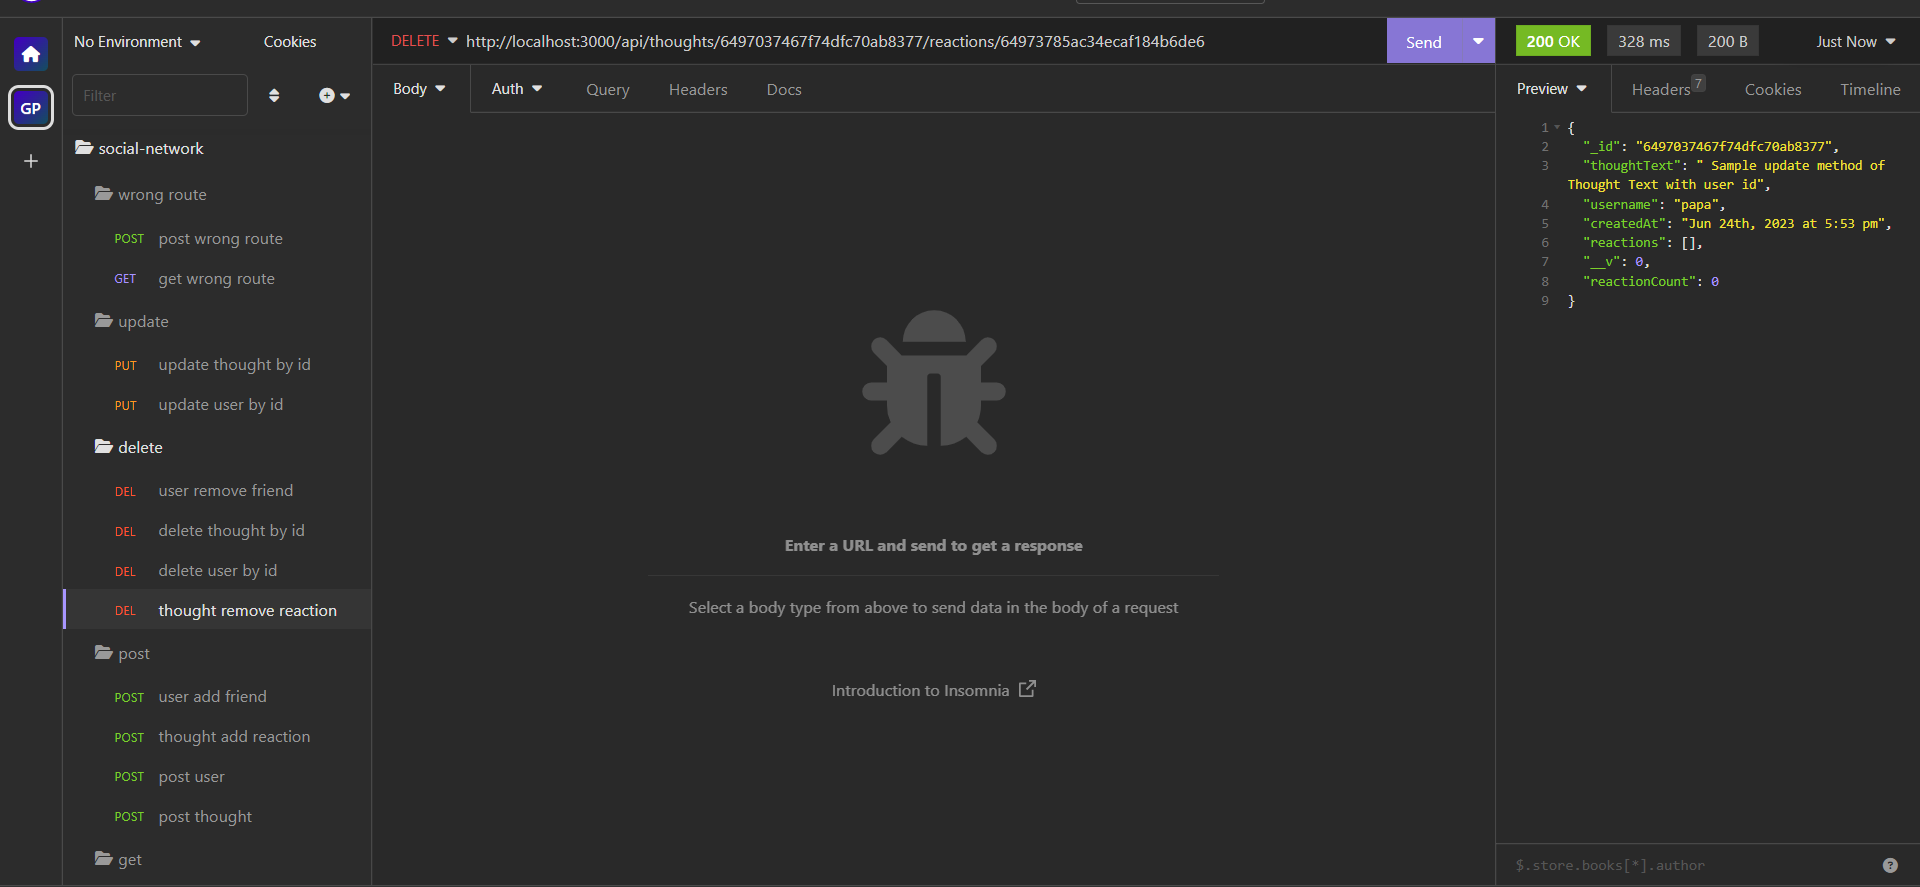 No Environment
Cookies
Filter
GP
social-network
wrong route
POST post wrong route
GET get wrong route
update
PUT update thought by id
PUT update user by id
delete
DEL user remove friend
DEL delete thought by id
DEL delete user by id
DEL thought remove reaction
post
POST user add friend
POST thought add reaction
POST post user
POST post thought
get
DELETE http://localhost:3000/api/thoughts/6497037467f74dfc70ab8377/reactions/64973785ac34ecaf184b6de6
Send
Body Auth Query Headers Docs
Enter a URL and send to get a response
Select a body type from above to send data in the body of a request
Introduction to Insomnia
200 OK 328 ms 200 B Just Now
Preview Headers 7 Cookies Timeline
1 {
2 "_id": "6497037467f74dfc70ab8377",
3 "thoughtText": " Sample update method of
Thought Text with user id",
4 "username": "papa",
5 "createdAt": "Jun 24th, 2023 at 5:53 pm",
6 "reactions": [],
7 "__v": 0,
8 "reactionCount": 0
9 }
$.store.books[*].author
?